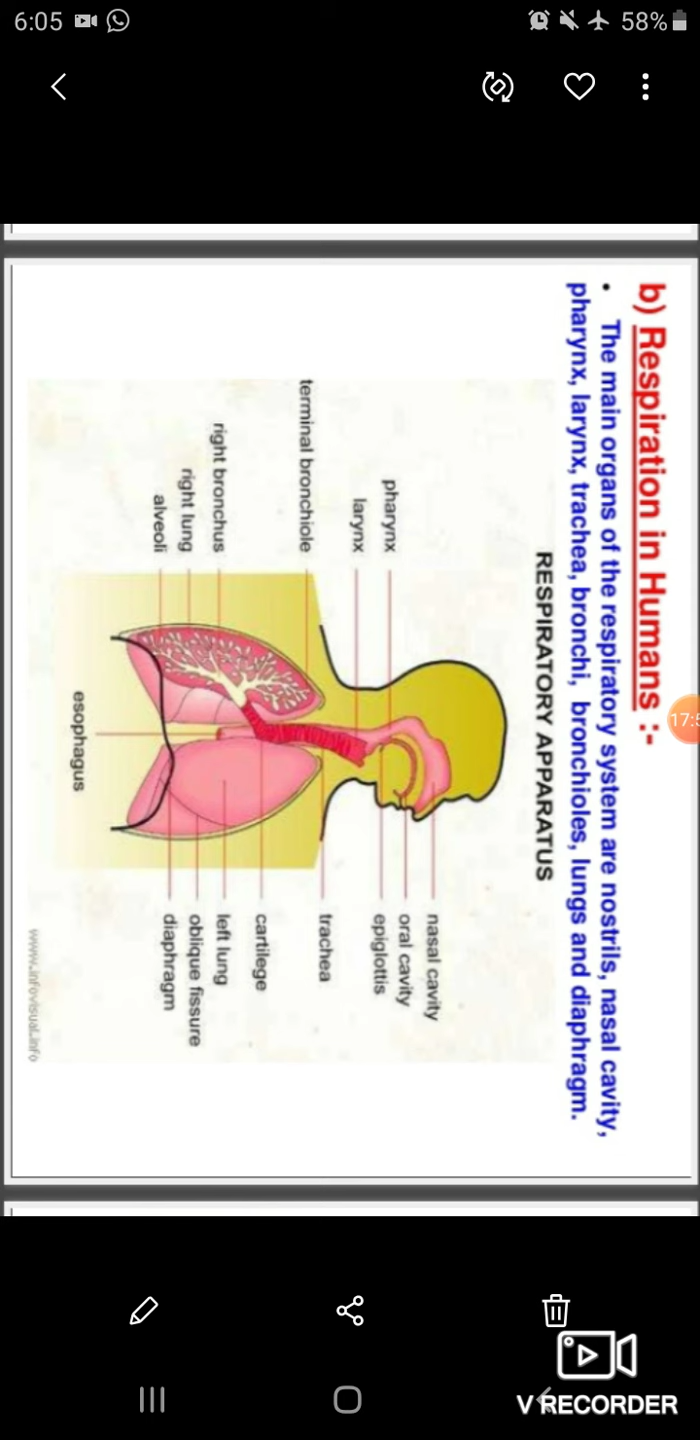 6:05
58%
b) Respiration in Humans :-
• The main organs of the respiratory system are nostrils, nasal cavity,
pharynx, larynx, trachea, bronchi, bronchioles, lungs and diaphragm.
RESPIRATORY APPARATUS
pharynx
larynx
terminal bronchiole
right bronchus
right lung
alveoli
nasal cavity
oral cavity
epiglottis
trachea
cartilege
left lung
oblique fissure
diaphragm
esophagus
www.infovisual.info
17:5
V RECORDER